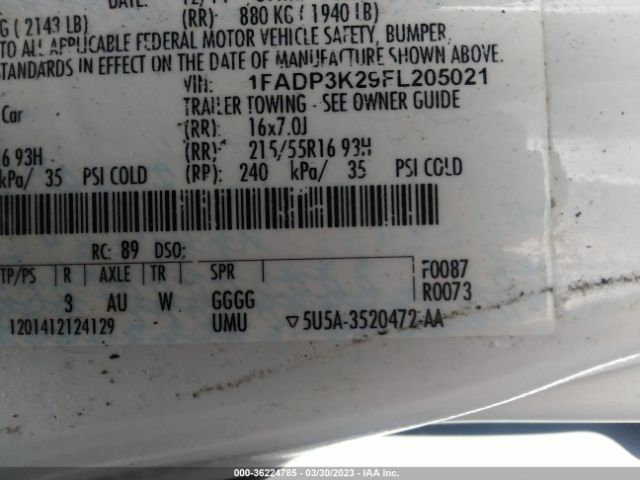 G ( 2143 LB)
(RR): 880 KG ( 1940 LB)
TO ALL APPLICABLE FEDERAL MOTOR VEHICLE SAFETY, BUMPER,
STANDARDS IN EFFECT ON THE DATE OF MANUFACTURE SHOWN ABOVE.
VIN: 1FADP3K29FL205021
Car
TRAILER TOWING - SEE OWNER GUIDE
(RR): 16x7.0J
6 93H (RR): 215/55R16 93H
kPa/ 35 PSI COLD (RP): 240 kPa/ 35 PSI COLD
RC: 89 DSO:
TP/PS R AXLE TR SPR F0087
9 AU W GGGG R0073
1201412124129 UMU ▽5U5A-3520472-AA
000-36224785 - 03/30/2023 - © IAA, Inc.